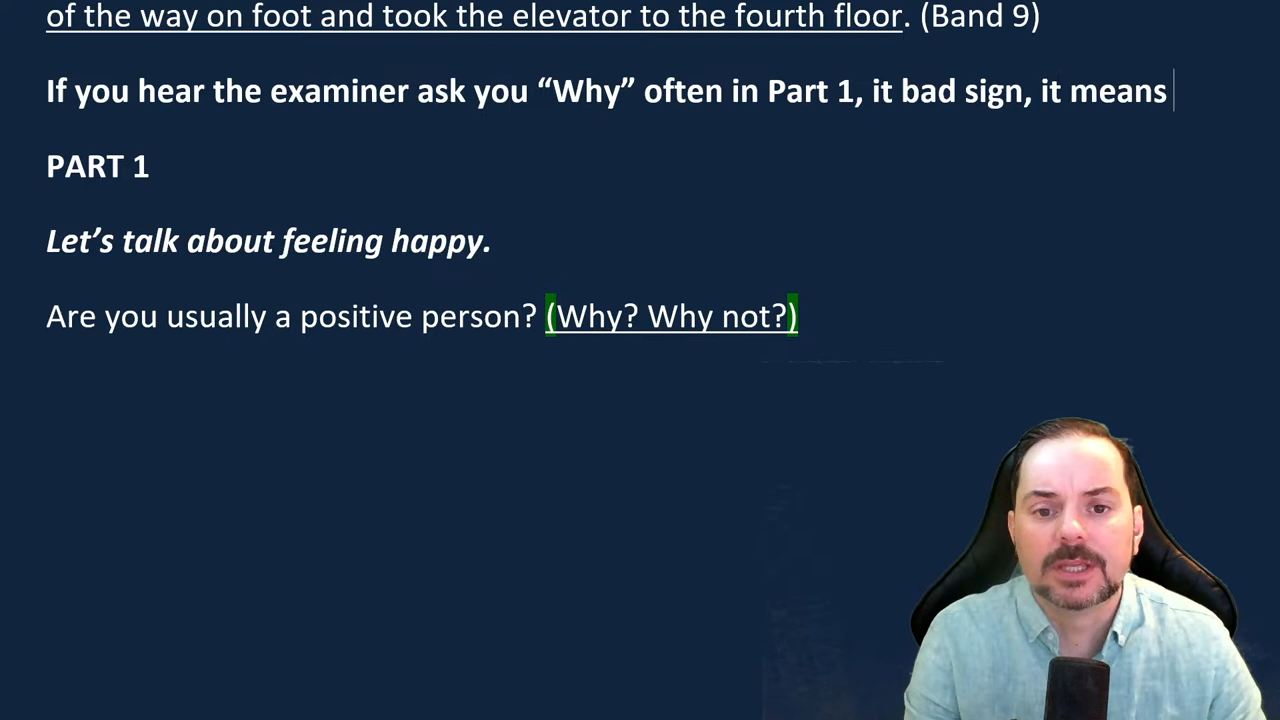 of the way on foot and took the elevator to the fourth floor. (Band 9)
If you hear the examiner ask you “Why” often in Part 1, it bad sign, it means
PART 1
Let’s talk about feeling happy.
Are you usually a positive person? (Why? Why not?)